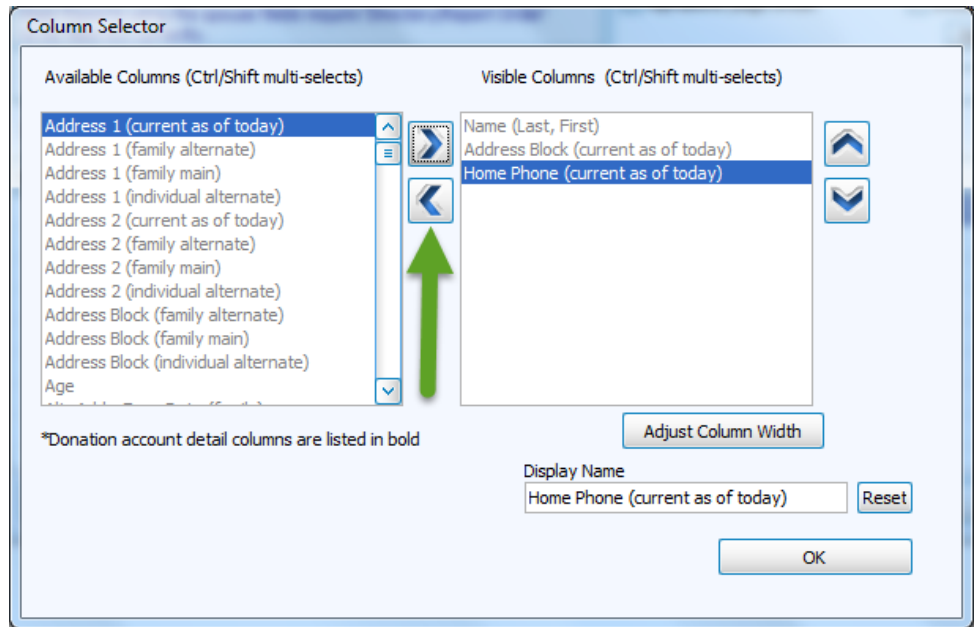 Column Selector
Available Columns (Ctrl/Shift multi-selects)
Visible Columns (Ctrl/Shift multi-selects)
Address 1 (current as of today)
Address 1 (family alternate)
Address 1 (family main)
Address 1 (individual alternate)
Address 2 (current as of today)
Address 2 (family alternate)
Address 2 (family main)
Address 2 (individual alternate)
Address Block (family alternate)
Address Block (family main)
Address Block (individual alternate)
Age
Name (Last, First)
Address Block (current as of today)
Home Phone (current as of today)
*Donation account detail columns are listed in bold
Adjust Column Width
Display Name
Home Phone (current as of today)
Reset
OK